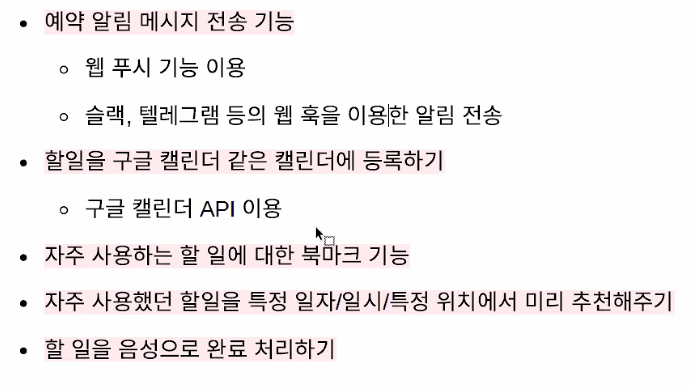 예약 알림 메시지 전송 기능
웹 푸시 기능 이용
슬랙, 텔레그램 등의 웹 훅을 이용한 알림 전송
할일을 구글 캘린더 같은 캘린더에 등록하기
구글 캘린더 API 이용
자주 사용하는 할 일에 대한 북마크 기능
자주 사용했던 할일을 특정 일자/일시/특정 위치에서 미리 추천해주기
할 일을 음성으로 완료 처리하기